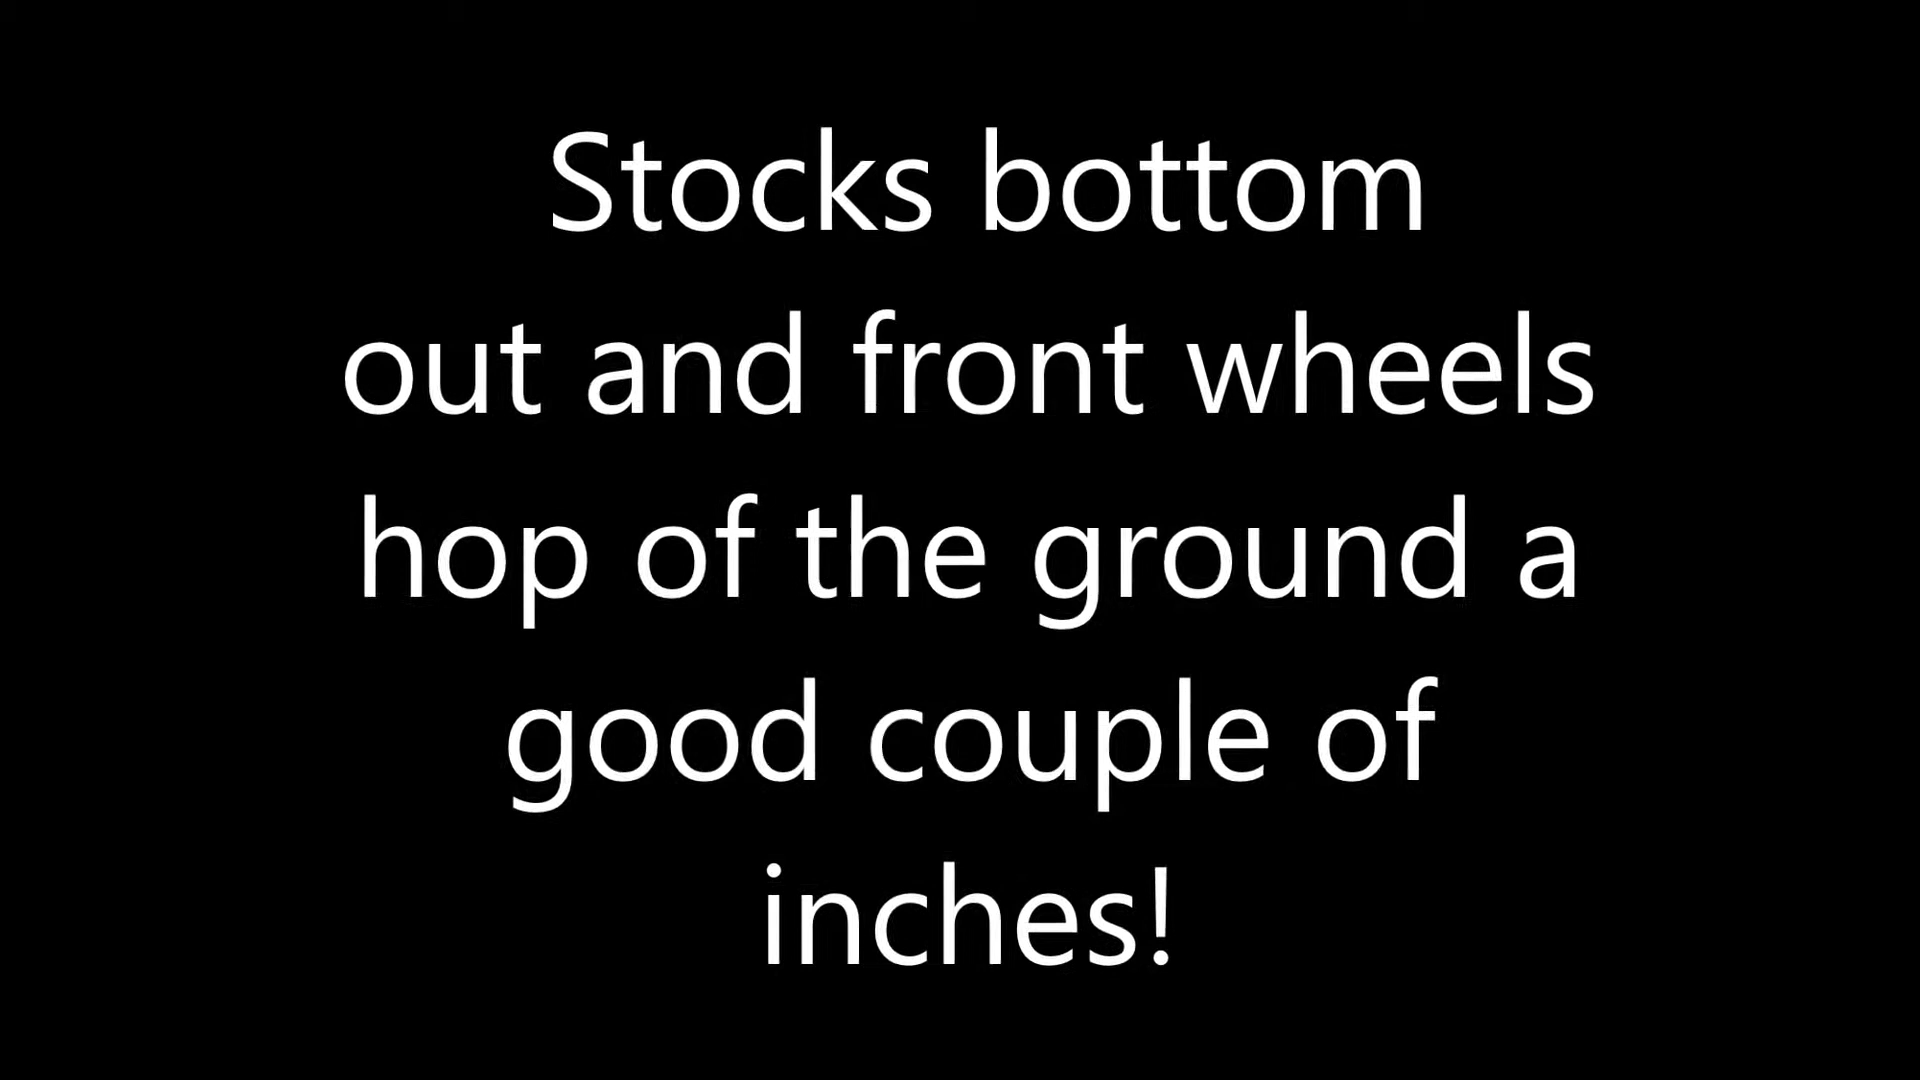 Stocks bottom
out and front wheels
hop of the ground a
good couple of
inches!